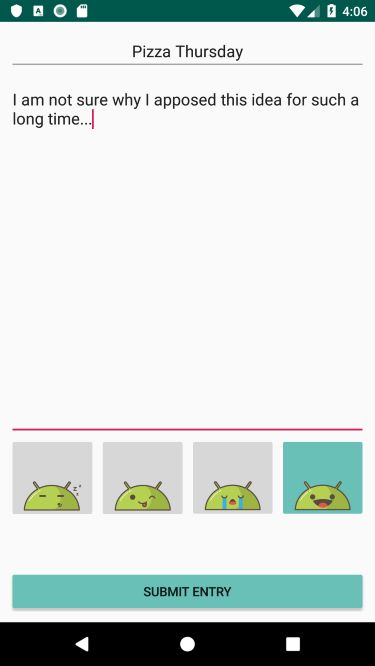 4:06
Pizza Thursday
I am not sure why I apposed this idea for such a
long time...
SUBMIT ENTRY